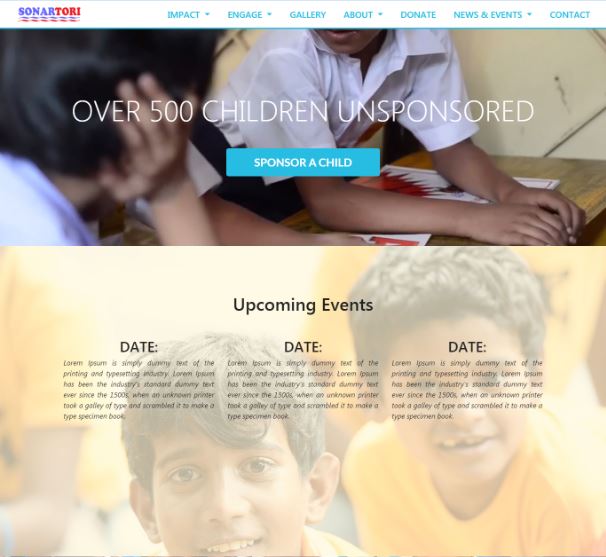 SONARTORI
IMPACT ENGAGE GALLERY ABOUT DONATE NEWS & EVENTS CONTACT
OVER 500 CHILDREN UNSPONSORED
SPONSOR A CHILD
Upcoming Events
DATE:
Lorem Ipsum is simply dummy text of the
printing and typesetting industry. Lorem Ipsum
has been the industry's standard dummy text
ever since the 1500s, when an unknown printer
took a galley of type and scrambled it to make a
type specimen book.
DATE:
Lorem Ipsum is simply dummy text of the
printing and typesetting industry. Lorem Ipsum
has been the industry's standard dummy text
ever since the 1500s, when an unknown printer
took a galley of type and scrambled it to make a
type specimen book.
DATE:
Lorem Ipsum is simply dummy text of the
printing and typesetting industry. Lorem Ipsum
has been the industry's standard dummy text
ever since the 1500s, when an unknown printer
took a galley of type and scrambled it to make a
type specimen book.